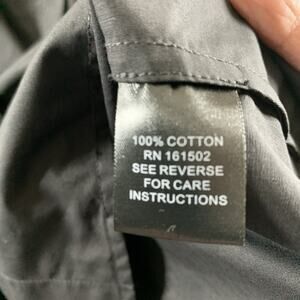 100% COTTON
RN 161502
SEE REVERSE
FOR CARE
INSTRUCTIONS